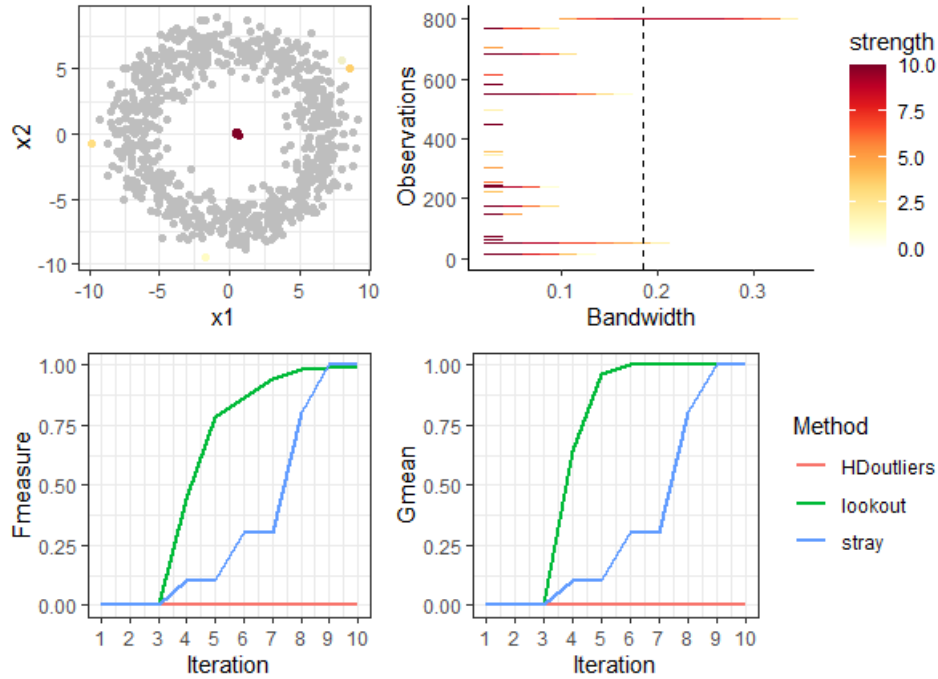 x2
5
0
-5
-10
-10 -5 0 5 10
x1
Observations
800
600
400
200
0
0.1 0.2 0.3
Bandwidth
strength
10.0
7.5
5.0
2.5
0.0
Fmeasure
1.00
0.75
0.50
0.25
0.00
1 2 3 4 5 6 7 8 9 10
Iteration
Gmean
1.00
0.75
0.50
0.25
0.00
1 2 3 4 5 6 7 8 9 10
Iteration
Method
HDoutliers
lookout
stray